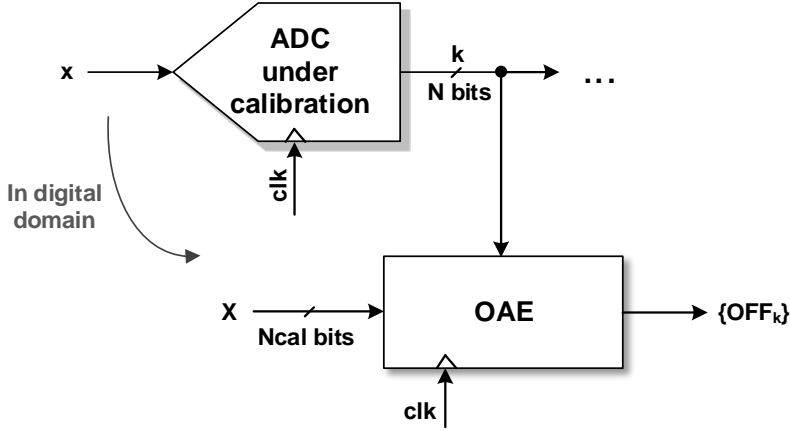 ADC
under
calibration
x
k
N bits
...
clk
In digital
domain
X
Ncal bits
OAE
{OFFk}
clk